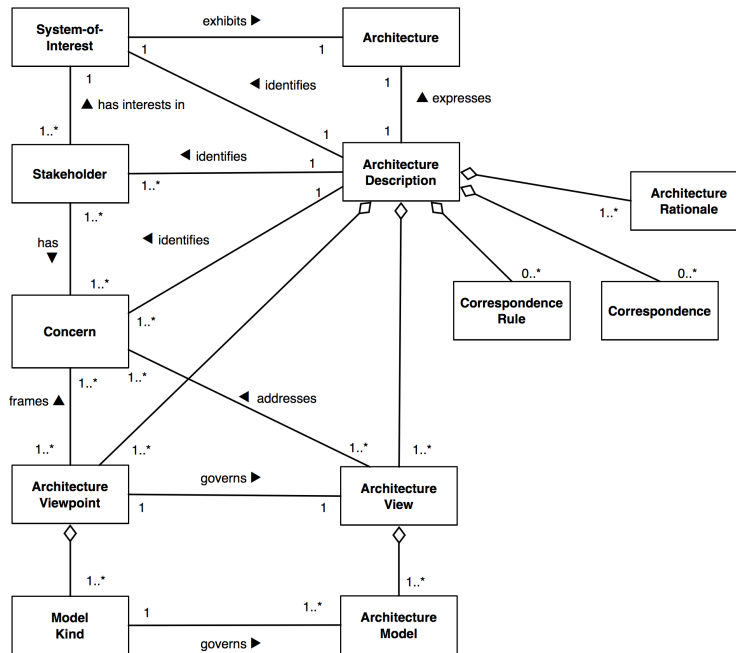 System-of-
Interest
exhibits ►
Architecture
1
1
1
◄ identifies
1
▲ has interests in
▲ expresses
1..*
1
1
Stakeholder
◄ identifies
1
Architecture
Description
1..*
Architecture
Rationale
1..*
1..*
1
has
▼
◄ identifies
1..*
0..*
0..*
Correspondence
Rule
Correspondence
1..*
Concern
1..*
1..*
frames ▲
◄ addresses
1..*
1..*
1..*
1..*
Architecture
Viewpoint
governs ►
Architecture
View
1
1
1..*
1..*
Model
Kind
1
1..*
Architecture
Model
governs ►